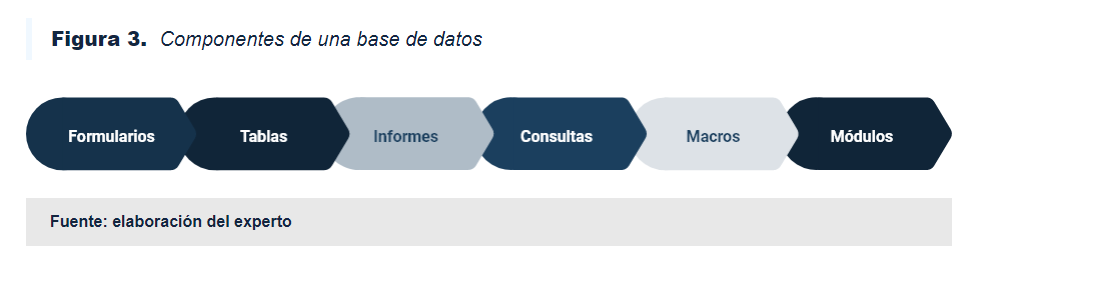 Figura 3. Componentes de una base de datos
Formularios Tablas Informes Consultas Macros Módulos
Fuente: elaboración del experto